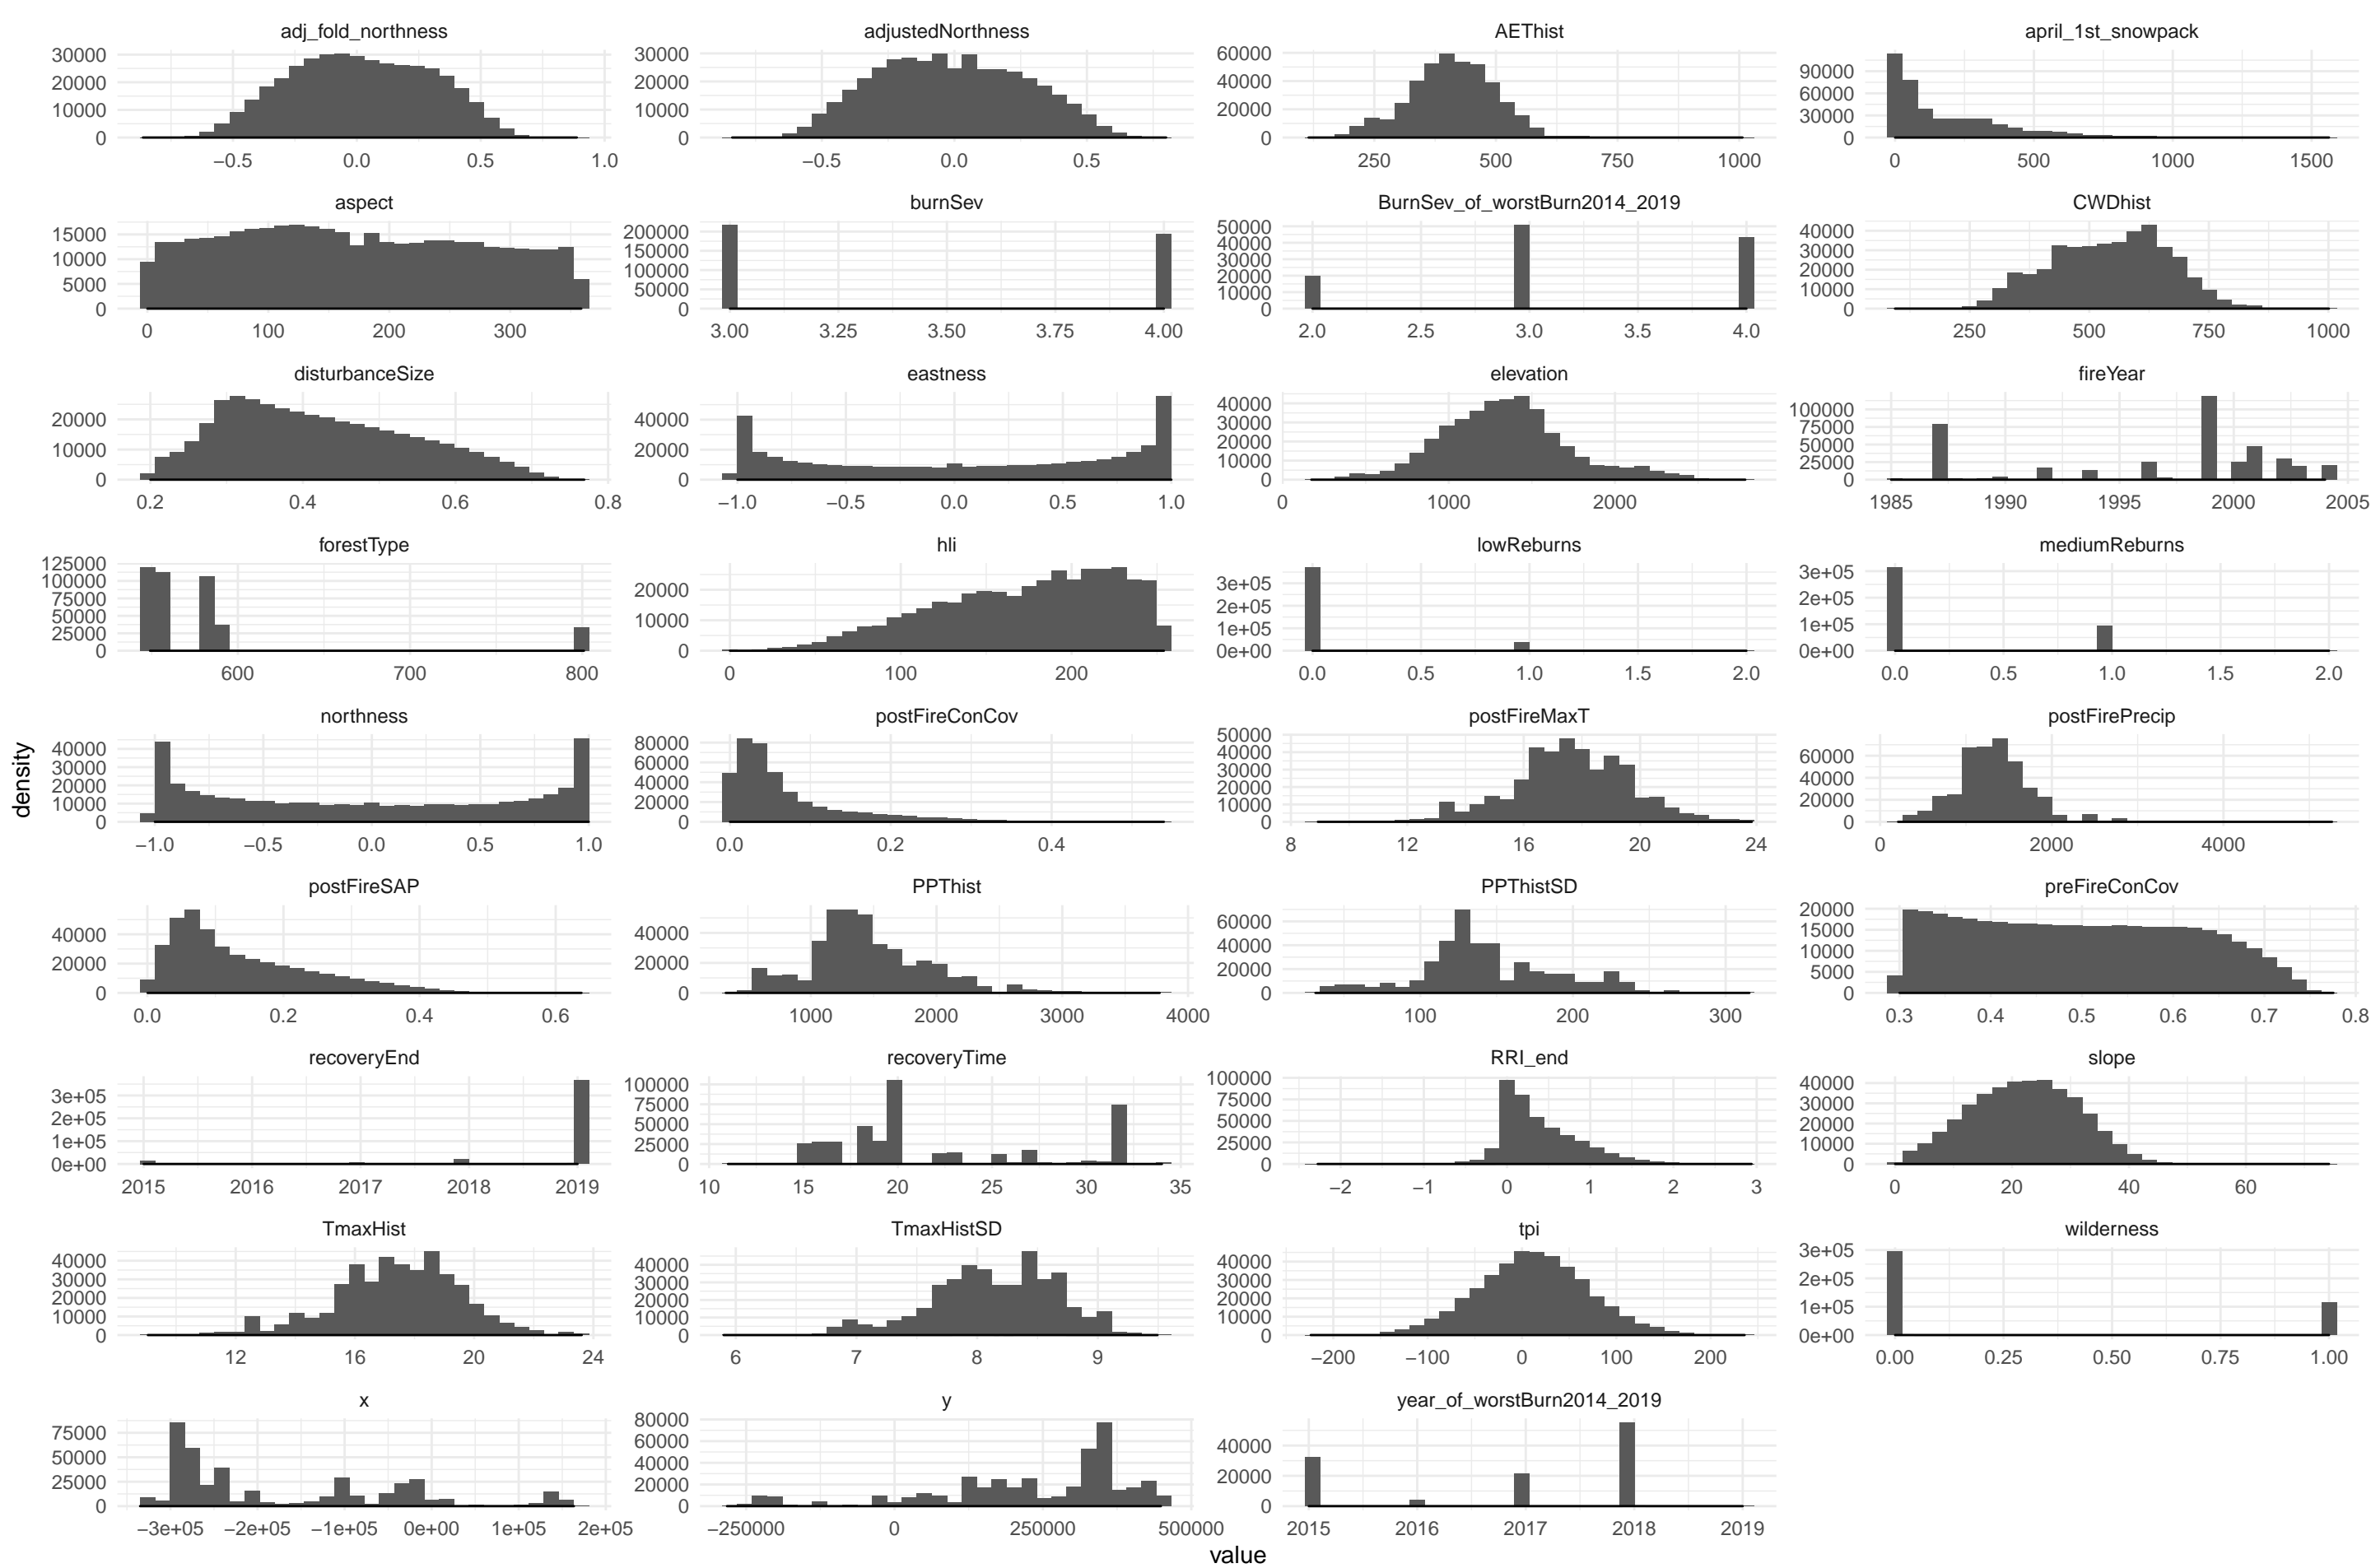 adj_fold_northness adjustedNorthness AEThist april_1st_snowpack
30000 20000 10000 0 30000 20000 10000 0 60000 40000 20000 0 90000 60000 30000 0
−0.5 0.0 0.5 1.0 −0.5 0.0 0.5 250 500 750 1000 0 500 1000 1500
aspect burnSev BurnSev_of_worstBurn2014_2019 CWDhist
15000 10000 5000 0 200000 150000 100000 50000 0 50000 40000 30000 20000 10000 0 40000 30000 20000 10000 0
0 100 200 300 3.00 3.25 3.50 3.75 4.00 2.0 2.5 3.0 3.5 4.0 250 500 750 1000
disturbanceSize eastness elevation fireYear
20000 10000 0 40000 20000 0 40000 30000 20000 10000 0 100000 75000 50000 25000 0
0.2 0.4 0.6 0.8 −1.0 −0.5 0.0 0.5 1.0 0 1000 2000 1985 1990 1995 2000 2005
forestType hli lowReburns mediumReburns
125000 100000 75000 50000 25000 0 20000 10000 0 3e+05 2e+05 1e+05 0e+00 3e+05 2e+05 1e+05 0e+00
600 700 800 0 100 200 0.0 0.5 1.0 1.5 2.0 0.0 0.5 1.0 1.5 2.0
northness postFireConCov postFireMaxT postFirePrecip
40000 30000 20000 10000 0 80000 60000 40000 20000 0 50000 40000 30000 20000 10000 0 60000 40000 20000 0
−1.0 −0.5 0.0 0.5 1.0 0.0 0.2 0.4 8 12 16 20 24 0 2000 4000
density
postFireSAP PPThist PPThistSD preFireConCov
40000 20000 0 40000 20000 0 60000 40000 20000 0 20000 15000 10000 5000 0
0.0 0.2 0.4 0.6 1000 2000 3000 4000 100 200 300 0.3 0.4 0.5 0.6 0.7 0.8
recoveryEnd recoveryTime RRI_end slope
3e+05 2e+05 1e+05 0e+00 100000 75000 50000 25000 0 100000 75000 50000 25000 0 40000 30000 20000 10000 0
2015 2016 2017 2018 2019 10 15 20 25 30 35 −2 −1 0 1 2 3 0 20 40 60
TmaxHist TmaxHistSD tpi wilderness
40000 30000 20000 10000 0 40000 30000 20000 10000 0 40000 30000 20000 10000 0 3e+05 2e+05 1e+05 0e+00
12 16 20 24 6 7 8 9 −200 −100 0 100 200 0.00 0.25 0.50 0.75 1.00
x y year_of_worstBurn2014_2019
75000 50000 25000 0 80000 60000 40000 20000 0 40000 20000 0
−3e+05 −2e+05 −1e+05 0e+00 1e+05 2e+05 −250000 0 250000 500000 2015 2016 2017 2018 2019
value